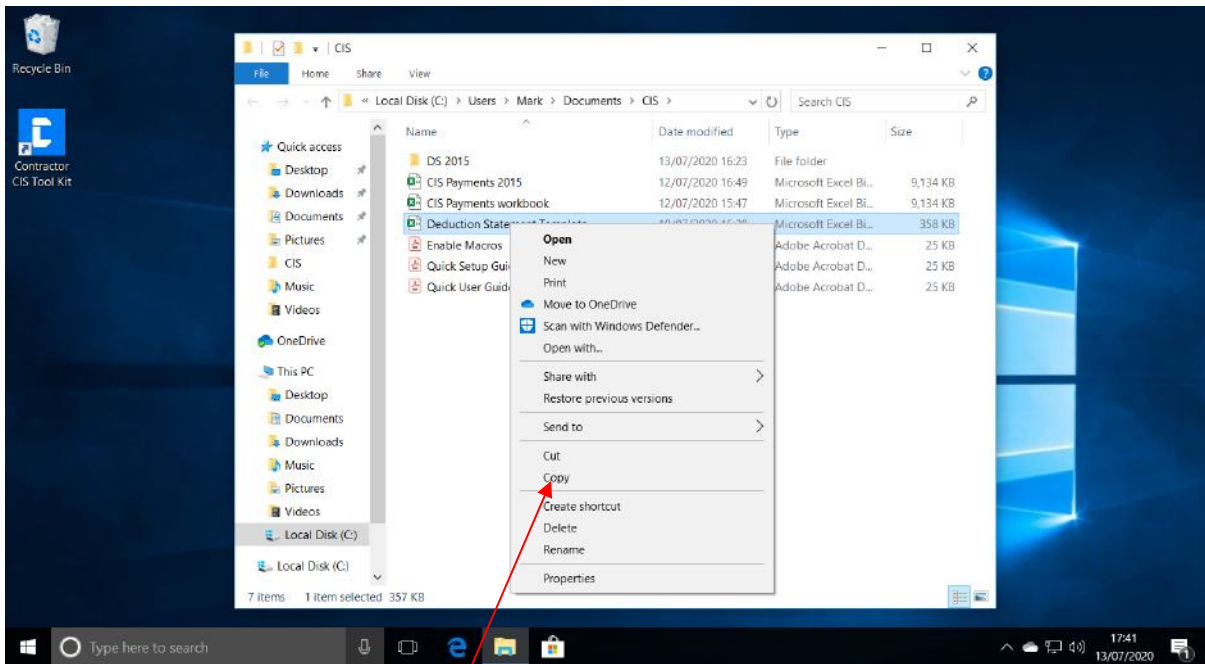 Recycle Bin
Contractor
CIS Tool Kit
CIS
File Home Share View
« Local Disk (C:) > Users > Mark > Documents > CIS > Search CIS
Name Date modified Type Size
Quick access
Desktop
Downloads
Documents
Pictures
CIS
Music
Videos
OneDrive
This PC
Desktop
Documents
Downloads
Music
Pictures
Videos
Local Disk (C:)
Local Disk (C:)
DS 2015 13/07/2020 16:23 File folder
CIS Payments 2015 12/07/2020 16:49 Microsoft Excel Bi... 9,134 KB
CIS Payments workbook 12/07/2020 15:47 Microsoft Excel Bi... 9,134 KB
Deduction Statement Template Microsoft Excel Bi... 358 KB
Enable Macros Adobe Acrobat D... 25 KB
Quick Setup Gui Adobe Acrobat D... 25 KB
Quick User Guid Adobe Acrobat D... 25 KB
Open
New
Print
Move to OneDrive
Scan with Windows Defender...
Open with...
Share with
Restore previous versions
Send to
Cut
Copy
Create shortcut
Delete
Rename
Properties
7 items 1 item selected 357 KB
Type here to search
17:41
13/07/2020
1